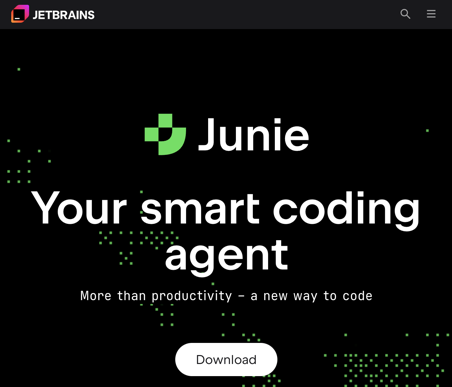 JETBRAINS
Junie
Your smart coding
agent
More than productivity – a new way to code
Download